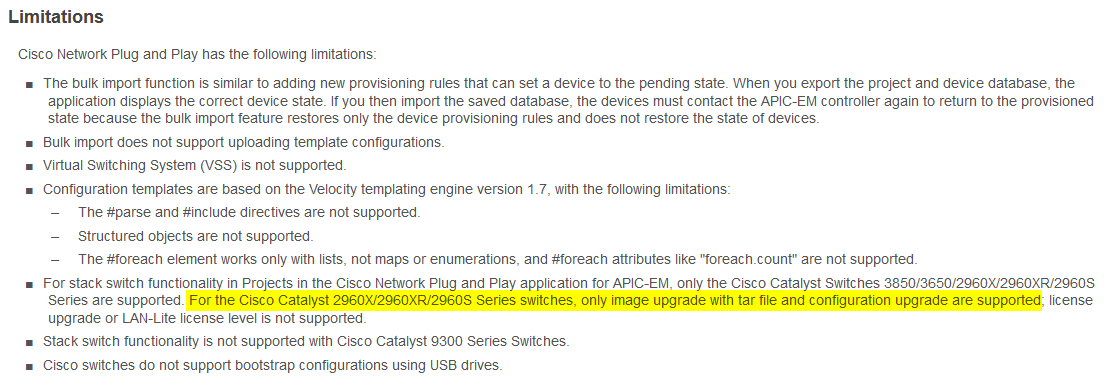 Limitations
Cisco Network Plug and Play has the following limitations:
■ The bulk import function is similar to adding new provisioning rules that can set a device to the pending state. When you export the project and device database, the
application displays the correct device state. If you then import the saved database, the devices must contact the APIC-EM controller again to return to the provisioned
state because the bulk import feature restores only the device provisioning rules and does not restore the state of devices.
■ Bulk import does not support uploading template configurations.
■ Virtual Switching System (VSS) is not supported.
■ Configuration templates are based on the Velocity templating engine version 1.7, with the following limitations:
– The #parse and #include directives are not supported.
– Structured objects are not supported.
– The #foreach element works only with lists, not maps or enumerations, and #foreach attributes like "foreach.count" are not supported.
■ For stack switch functionality in Projects in the Cisco Network Plug and Play application for APIC-EM, only the Cisco Catalyst Switches 3850/3650/2960X/2960XR/2960S
Series are supported. For the Cisco Catalyst 2960X/2960XR/2960S Series switches, only image upgrade with tar file and configuration upgrade are supported; license
upgrade or LAN-Lite license level is not supported.
■ Stack switch functionality is not supported with Cisco Catalyst 9300 Series Switches.
■ Cisco switches do not support bootstrap configurations using USB drives.